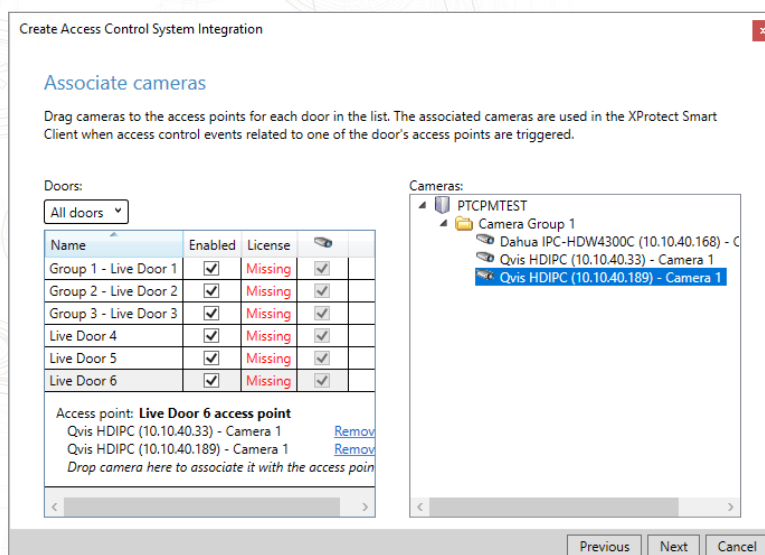 Create Access Control System Integration
x
Associate cameras
Drag cameras to the access points for each door in the list. The associated cameras are used in the XProtect Smart
Client when access control events related to one of the door's access points are triggered.
Doors:
All doors
Name Enabled License
Group 1 - Live Door 1 Missing
Group 2 - Live Door 2 Missing
Group 3 - Live Door 3 Missing
Live Door 4 Missing
Live Door 5 Missing
Live Door 6 Missing
Access point: Live Door 6 access point
Qvis HDIPC (10.10.40.33) - Camera 1 Remov
Qvis HDIPC (10.10.40.189) - Camera 1 Remov
Drop camera here to associate it with the access poin
Cameras:
PTCPMTEST
Camera Group 1
Dahua IPC-HDW4300C (10.10.40.168) - C
Qvis HDIPC (10.10.40.33) - Camera 1
Qvis HDIPC (10.10.40.189) - Camera 1
Previous Next Cancel